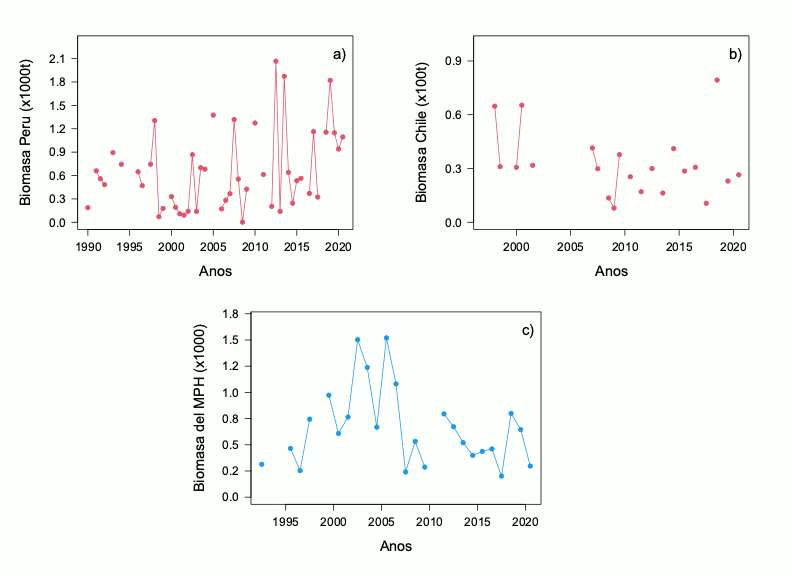 a)
Biomasa Peru (x1000t)
2.1
1.8
1.5
1.2
0.9
0.6
0.3
0.0
1990 1995 2000 2005 2010 2015 2020
Anos
b)
Biomasa Chile (x100t)
0.9
0.6
0.3
0.0
2000 2005 2010 2015 2020
Anos
c)
Biomasa del MPH (x1000)
1.8
1.5
1.2
1.0
0.8
0.5
0.2
0.0
1995 2000 2005 2010 2015 2020
Anos